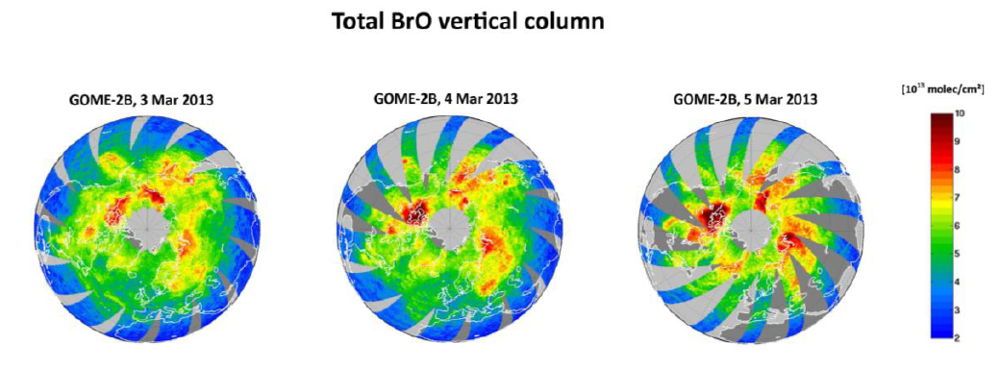 Total BrO vertical column
GOME-2B, 3 Mar 2013
GOME-2B, 4 Mar 2013
GOME-2B, 5 Mar 2013
[10¹³ molec/cm²]
10
9
8
7
6
5
4
3
2